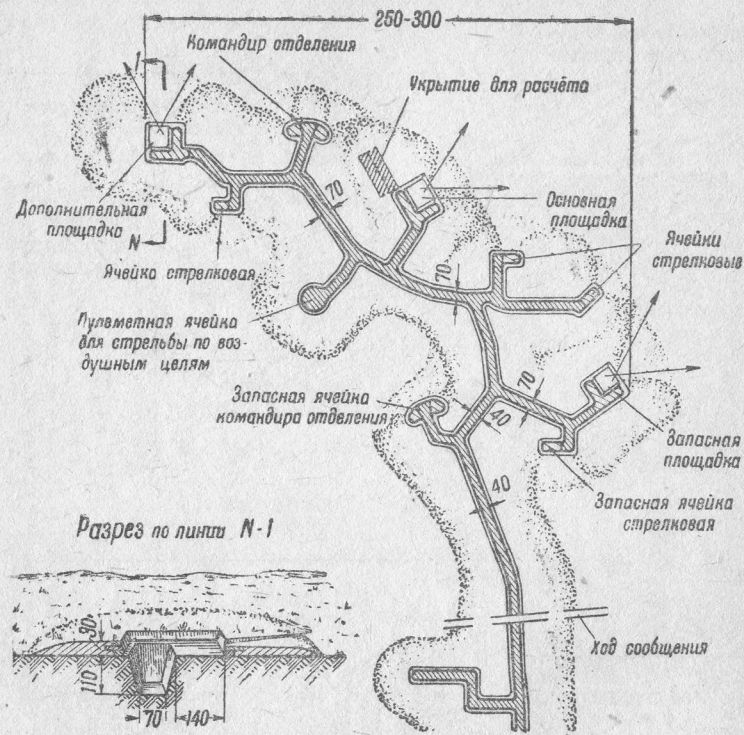 250-300
Командир отделения
1
Укрытие для расчёта
70
Дополнительная
площадка
N
Ячейка стрелковая
Основная
площадка
Ячейки
стрелковые
70
Пулеметная ячейка
для стрельбы по воз-
душным целям
Запасная ячейка
командира отделения
70
40
Запасная
площадка
40
Запасная ячейка
стрелковая
Разрез по линии N-1
30
110
70
140
Ход сообщения